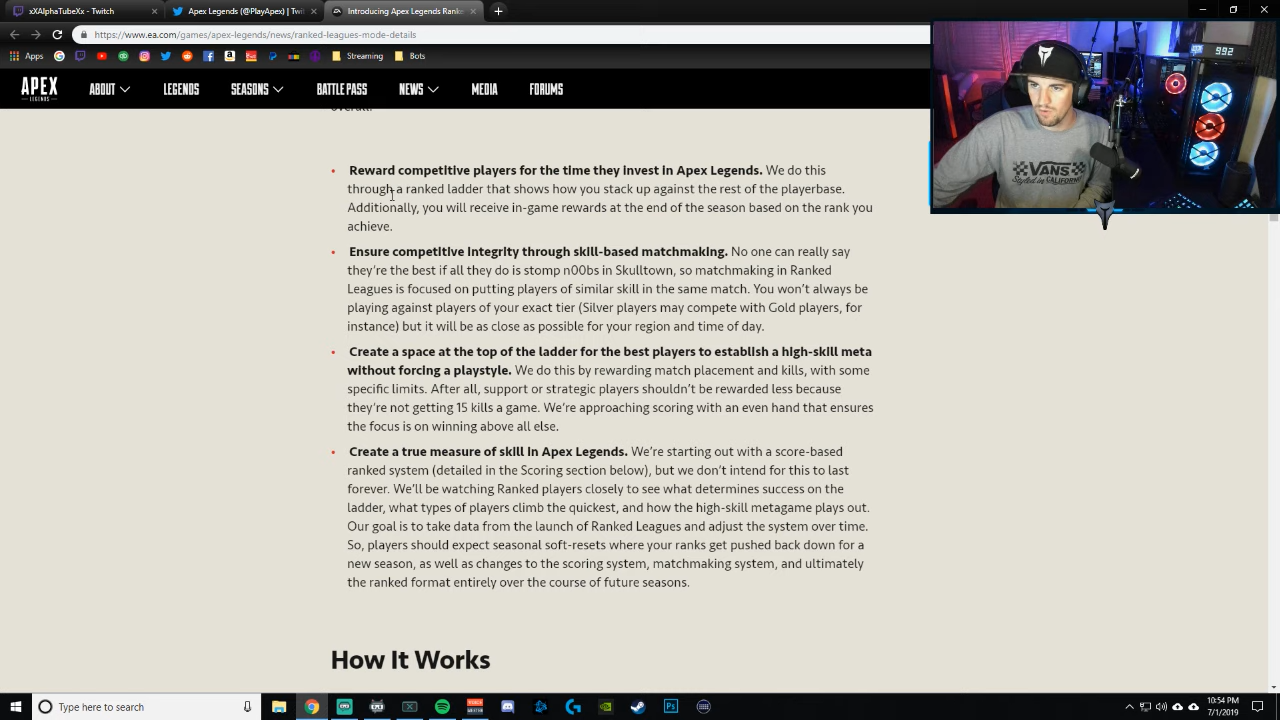 xXAlphaTubeXx - Twitch
Apex Legends (@PlayApex) | Twit
Introducing Apex Legends Ranked
https://www.ea.com/games/apex-legends/news/ranked-leagues-mode-details
Apps
Streaming
Bots
992
APEX
LEGENDS
ABOUT
LEGENDS
SEASONS
BATTLE PASS
NEWS
MEDIA
FORUMS
overall.
VANS
Styled in CALIFORNIA
• Reward competitive players for the time they invest in Apex Legends. We do this
through a ranked ladder that shows how you stack up against the rest of the playerbase.
Additionally, you will receive in-game rewards at the end of the season based on the rank you
achieve.
• Ensure competitive integrity through skill-based matchmaking. No one can really say
they’re the best if all they do is stomp n00bs in Skulltown, so matchmaking in Ranked
Leagues is focused on putting players of similar skill in the same match. You won’t always be
playing against players of your exact tier (Silver players may compete with Gold players, for
instance) but it will be as close as possible for your region and time of day.
• Create a space at the top of the ladder for the best players to establish a high-skill meta
without forcing a playstyle. We do this by rewarding match placement and kills, with some
specific limits. After all, support or strategic players shouldn’t be rewarded less because
they’re not getting 15 kills a game. We’re approaching scoring with an even hand that ensures
the focus is on winning above all else.
• Create a true measure of skill in Apex Legends. We’re starting out with a score-based
ranked system (detailed in the Scoring section below), but we don’t intend for this to last
forever. We’ll be watching Ranked players closely to see what determines success on the
ladder, what types of players climb the quickest, and how the high-skill metagame plays out.
Our goal is to take data from the launch of Ranked Leagues and adjust the system over time.
So, players should expect seasonal soft-resets where your ranks get pushed back down for a
new season, as well as changes to the scoring system, matchmaking system, and ultimately
the ranked format entirely over the course of future seasons.
How It Works
Type here to search
10:54 PM
7/1/2019